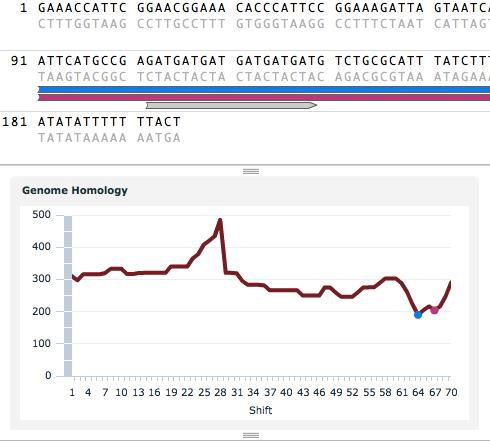 1 GAAACCATTC GGAACGGAAA CACCCATTCC GGAAAGATTA GTAATCA
CTTTGGTAAG CCTTGCCTTT GTGGGTAAGG CCTTTCTAAT CATTAG
91 ATTCATGCCG AGATGATGAT GATGATGATG TCTGCGCATT TATCTTT
TAAGTACGGC TCTACTACTA CTACTACTAC AGACGCGTAA ATAGAA
181 ATATATTTTT TTACT
TATATAAAAA AATGA
Genome Homology
500
400
300
200
100
0
1 4 7 10 13 16 19 22 25 28 31 34 37 40 43 46 49 52 55 58 61 64 67 70
Shift